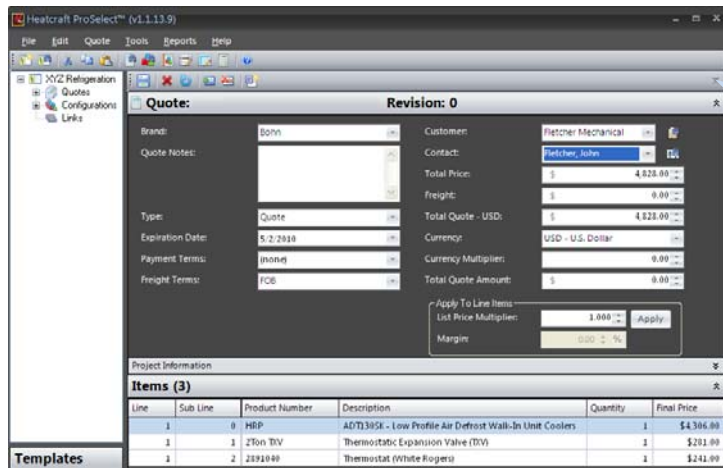 Heatcraft ProSelect™ (v1.1.13.9)
File Edit Quote Tools Reports Help
XYZ Refrigeration
Quotes
Configurations
Links
Templates
Quote: Revision: 0
Brand: Bohn
Quote Notes:
Type: Quote
Expiration Date: 5/2/2010
Payment Terms: (none)
Freight Terms: FOB
Customer: Fletcher Mechanical
Contact: Fletcher, John
Total Price: $ 4,828.00
Freight: $ 0.00
Total Quote - USD: $ 4,828.00
Currency: USD - U.S. Dollar
Currency Multiplier: 0.00
Total Quote Amount: $ 0.00
Apply To Line Items
List Price Multiplier: 1.000 Apply
Margin: 0.00 %
Project Information
Items (3)
Line Sub Line Product Number Description Quantity Final Price
1 0 HRP ADT130SK - Low Profile Air Defrost Walk-In Unit Coolers 1 $4,306.00
1 1 2Ton TXV Thermostatic Expansion Valve (TXV) 1 $281.00
1 2 2891040 Thermostat (White Rogers) 1 $241.00